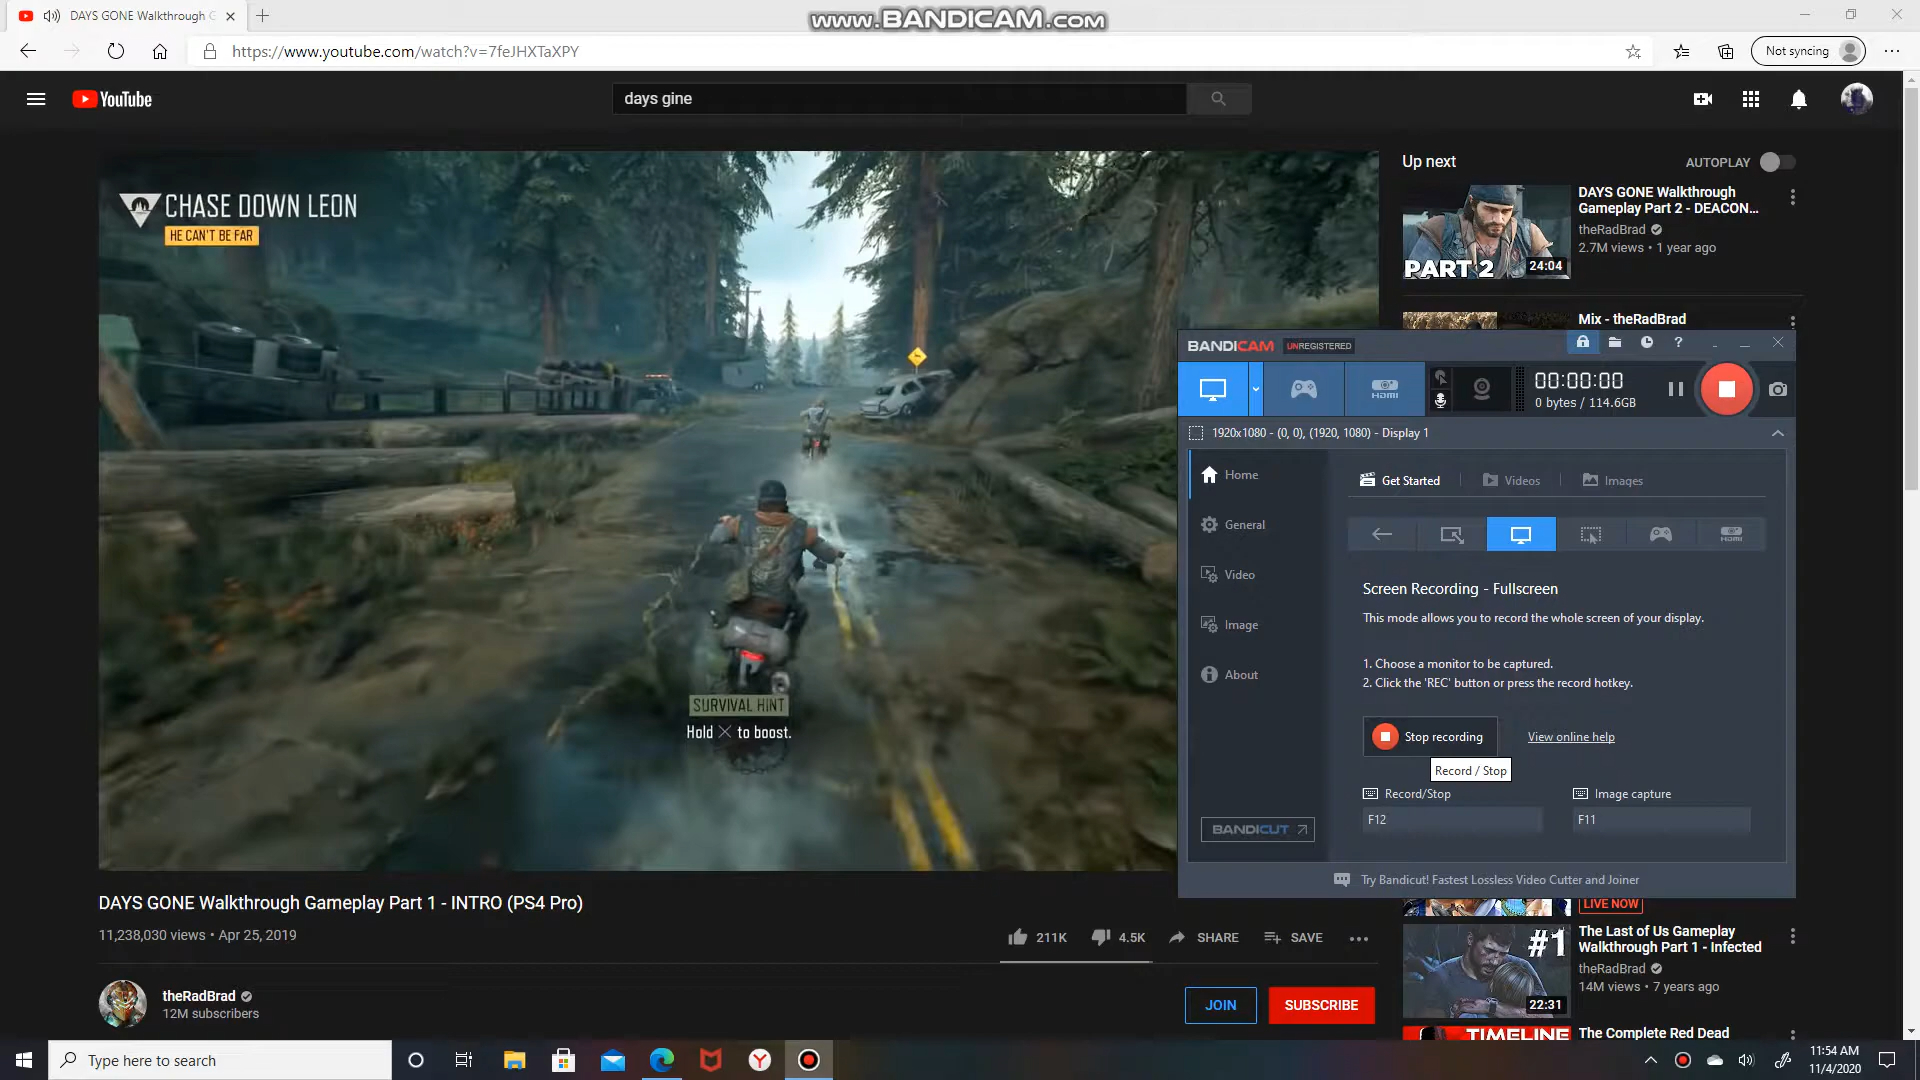 DAYS GONE Walkthrough G
www.BANDICAM.com
https://www.youtube.com/watch?v=7feJHXTaXPY
Not syncing
YouTube
days gine
CHASE DOWN LEON
HE CAN'T BE FAR
SURVIVAL HINT
Hold X to boost.
Up next
AUTOPLAY
DAYS GONE Walkthrough
Gameplay Part 2 - DEACON...
theRadBrad
2.7M views • 1 year ago
PART 2
24:04
Mix - theRadBrad
BANDICAM UNREGISTERED
00:00:00
0 bytes / 114.6GB
HDMI
1920x1080 - (0, 0), (1920, 1080) - Display 1
Home
General
Video
Image
About
BANDICUT
Get Started
Videos
Images
HDMI
Screen Recording - Fullscreen
This mode allows you to record the whole screen of your display.
1. Choose a monitor to be captured.
2. Click the 'REC' button or press the record hotkey.
Stop recording
View online help
Record / Stop
Record/Stop
Image capture
F12
F11
Try Bandicut! Fastest Lossless Video Cutter and Joiner
DAYS GONE Walkthrough Gameplay Part 1 - INTRO (PS4 Pro)
11,238,030 views • Apr 25, 2019
211K
4.5K
SHARE
SAVE
theRadBrad
12M subscribers
JOIN
SUBSCRIBE
LIVE NOW
#1
22:31
The Last of Us Gameplay
Walkthrough Part 1 - Infected
theRadBrad
14M views • 7 years ago
TIMELINE
The Complete Red Dead
Type here to search
11:54 AM
11/4/2020